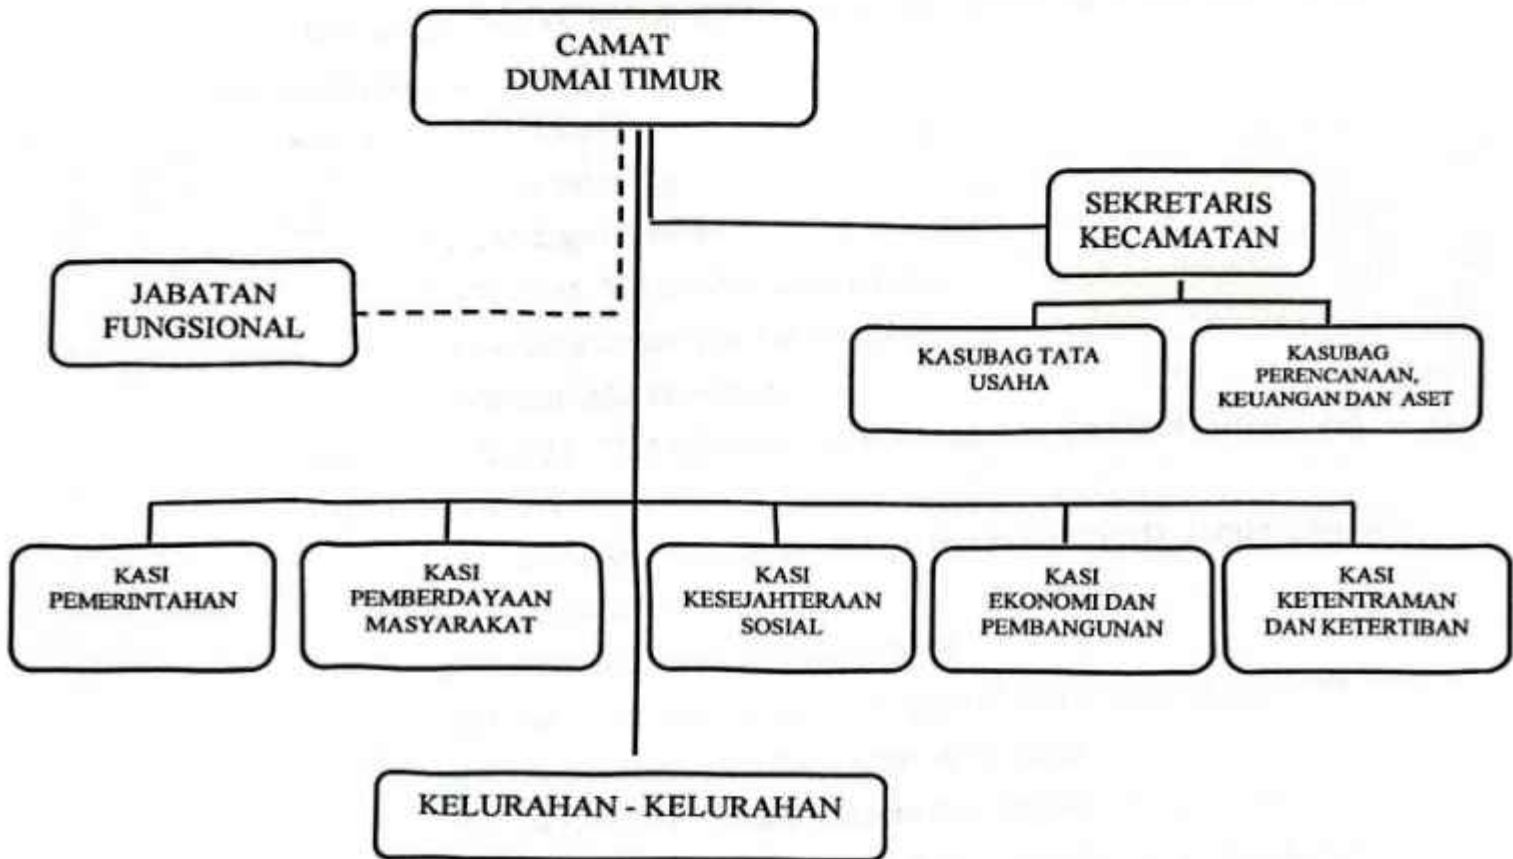 CAMAT
DUMAI TIMUR
SEKRETARIS
KECAMATAN
JABATAN
FUNGSIONAL
KASUBAG TATA
USAHA
KASUBAG
PERENCANAAN,
KEUANGAN DAN ASET
KASI
PEMERINTAHAN
KASI
PEMBERDAYAAN
MASYARAKAT
KASI
KESEJAHTERAAN
SOSIAL
KASI
EKONOMI DAN
PEMBANGUNAN
KASI
KETENTRAMAN
DAN KETERTIBAN
KELURAHAN - KELURAHAN